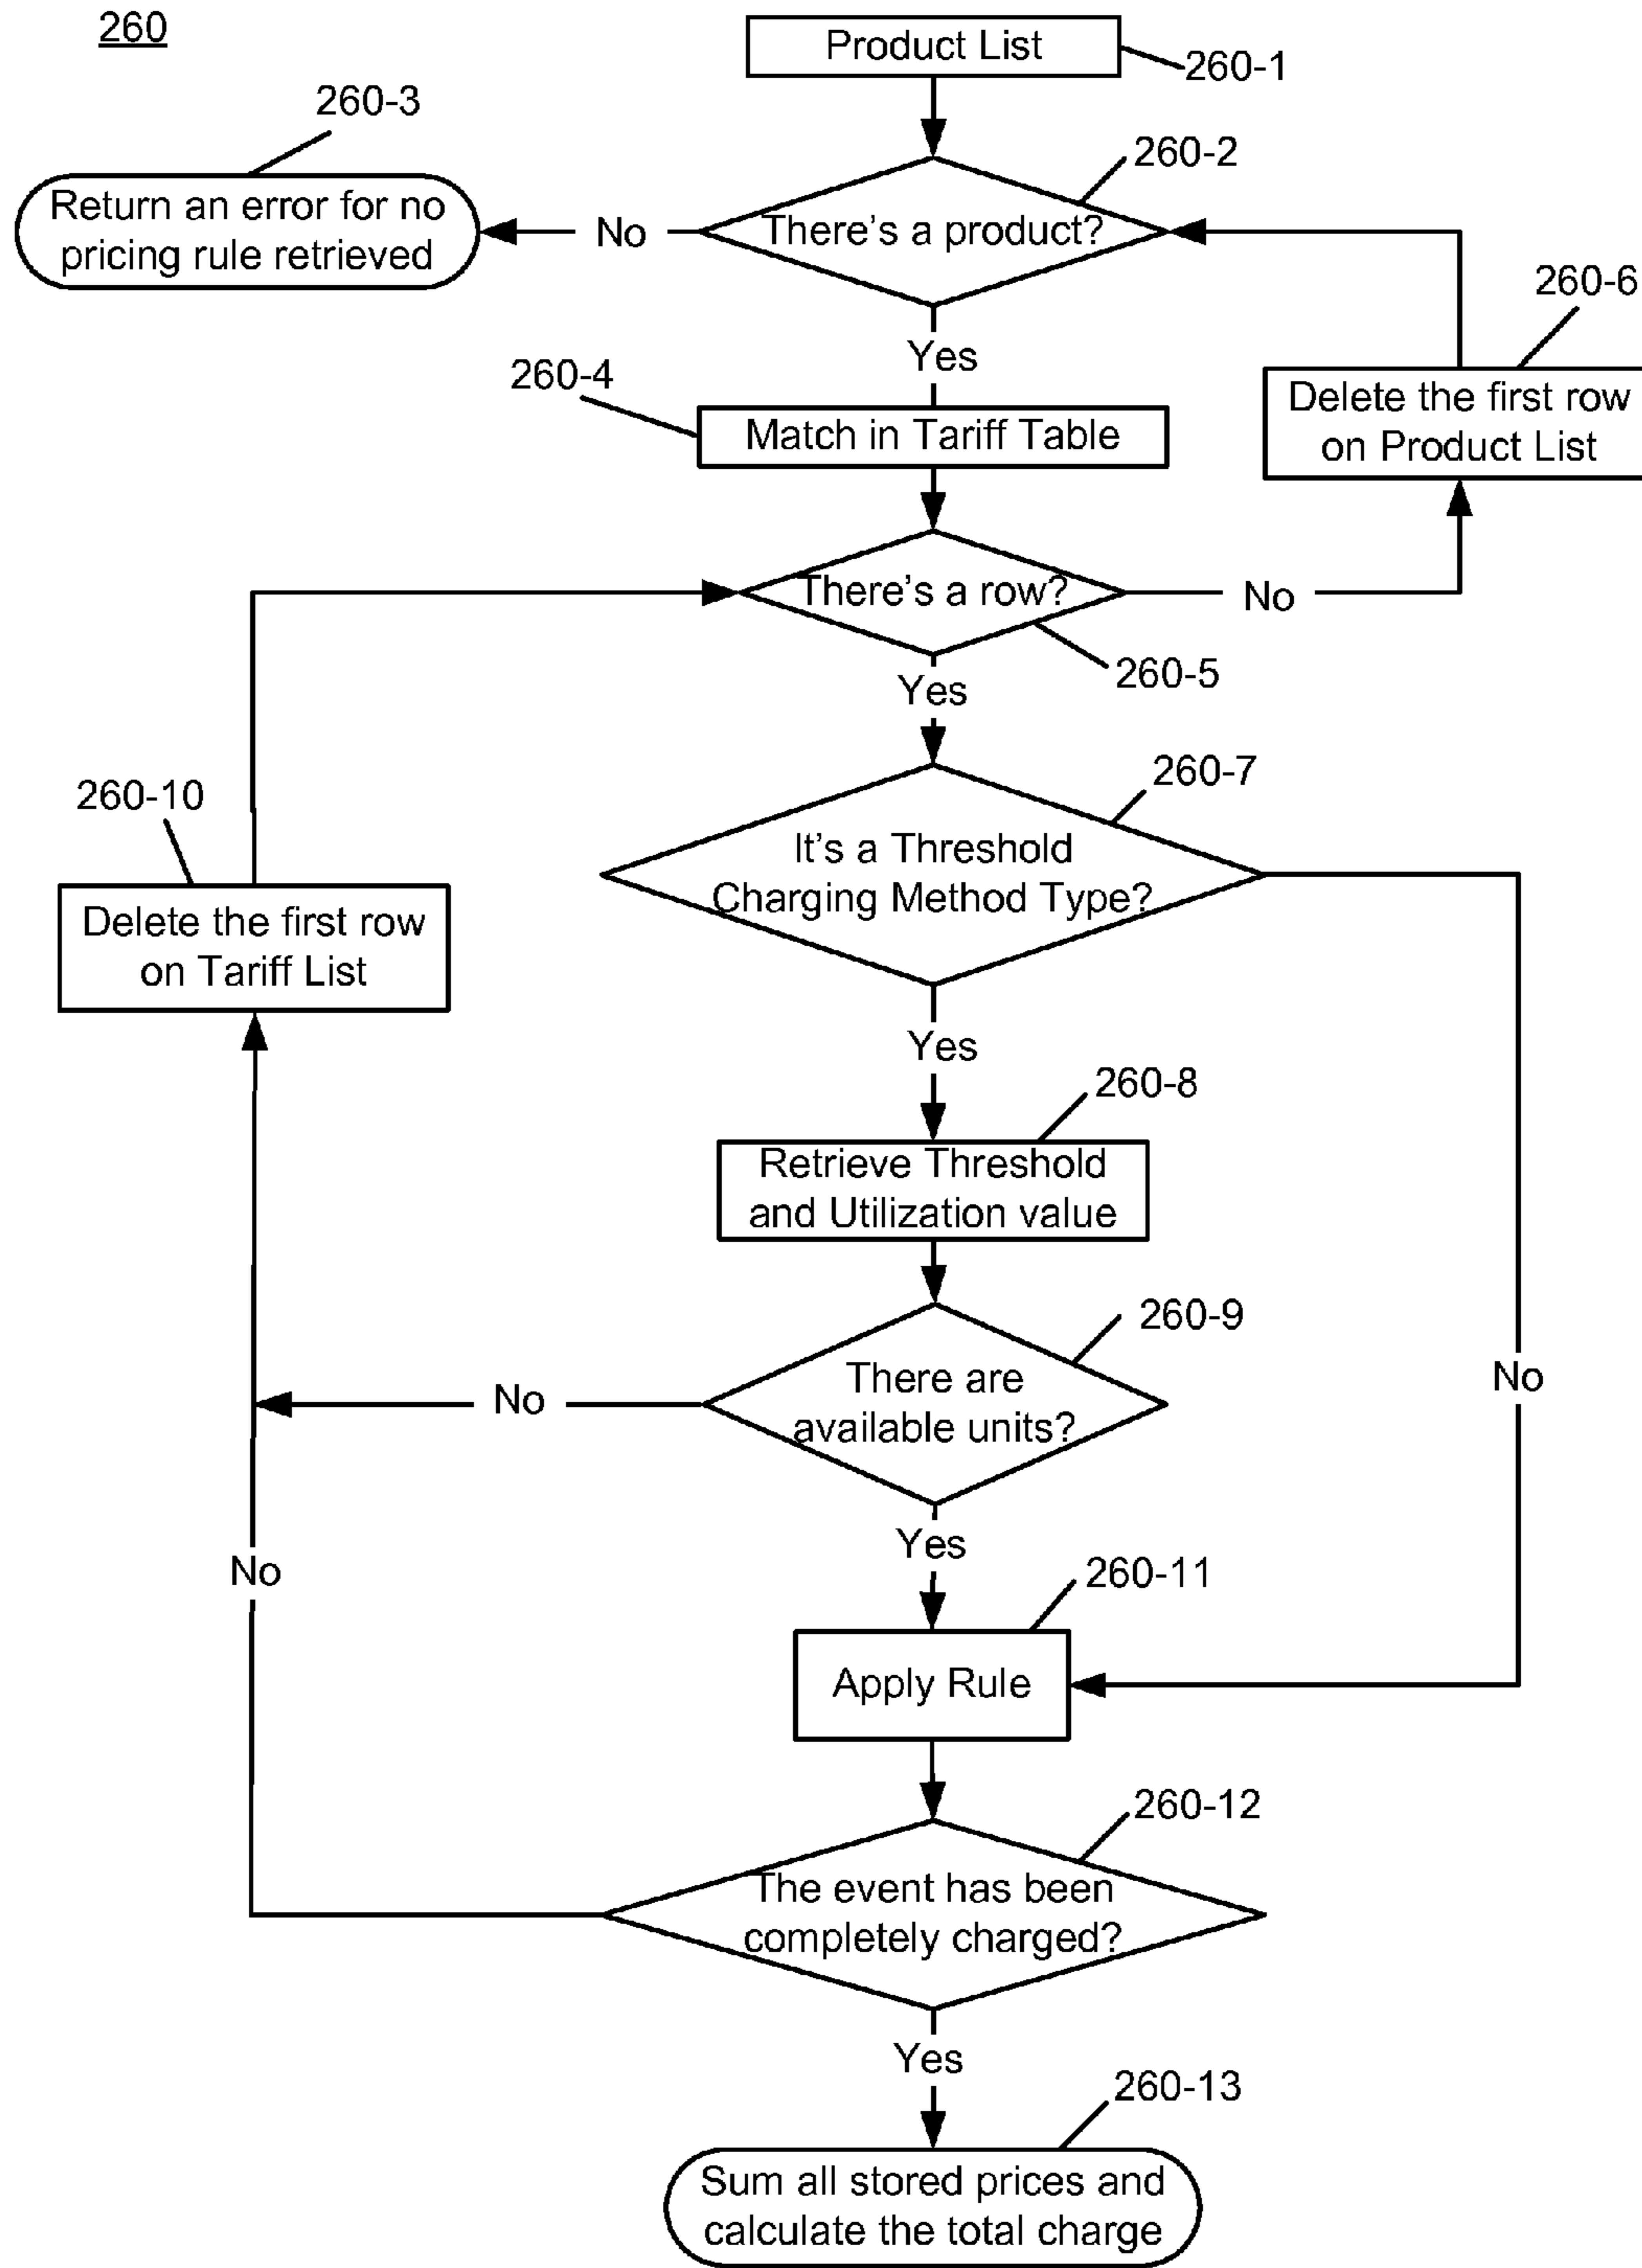 260
Product List
260-1
260-3
260-2
Return an error for no
pricing rule retrieved
No
There's a product?
260-6
Yes
260-4
Delete the first row
on Product List
Match in Tariff Table
There's a row?
No
260-5
Yes
260-7
260-10
It's a Threshold
Charging Method Type?
Delete the first row
on Tariff List
Yes
260-8
Retrieve Threshold
and Utilization value
260-9
No
There are
available units?
No
Yes
No
260-11
Apply Rule
260-12
The event has been
completely charged?
Yes
260-13
Sum all stored prices and
calculate the total charge